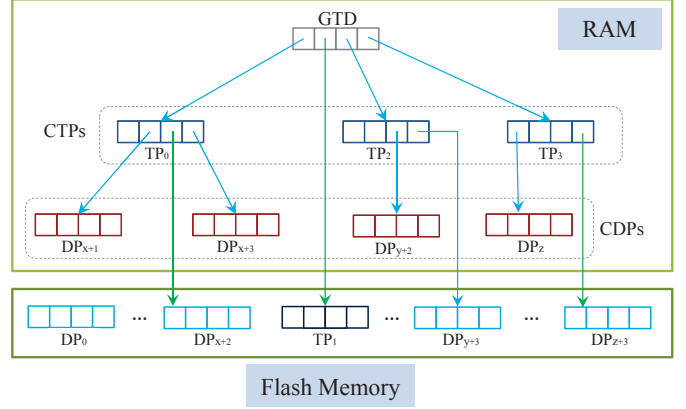 GTD
RAM
CTPs
TP0
TP2
TP3
DPx+1
DPx+3
DPy+2
DPz
CDPs
... ... ...
DP0
DPx+2
TP1
DPy+3
DPz+3
Flash Memory